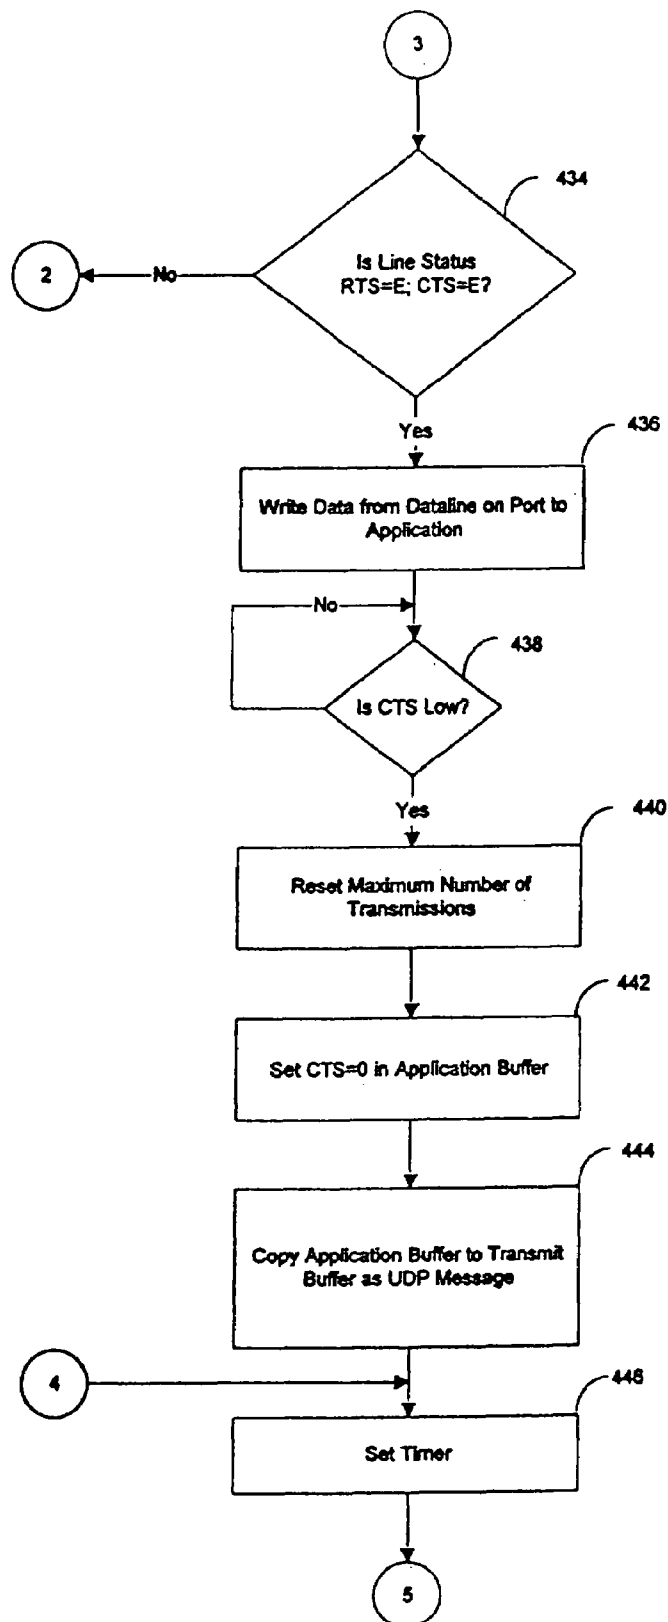 3
434
Is Line Status
RTS=E; CTS=E?
No
2
Yes
436
Write Data from Dataline on Port to
Application
No
438
Is CTS Low?
Yes
440
Reset Maximum Number of
Transmissions
442
Set CTS=0 in Application Buffer
444
Copy Application Buffer to Transmit
Buffer as UDP Message
4
446
Set Timer
5